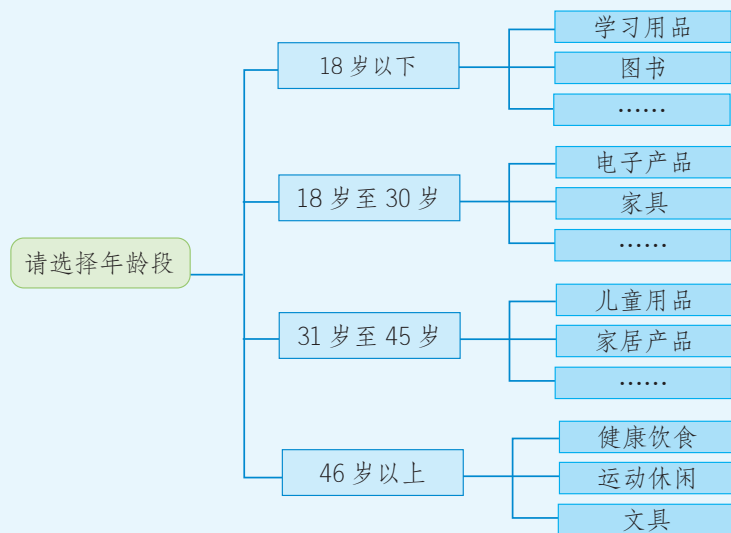 请选择年龄段
18 岁以下
学习用品
图书
……
18 岁至 30 岁
电子产品
家具
……
31 岁至 45 岁
儿童用品
家居产品
……
46 岁以上
健康饮食
运动休闲
文具